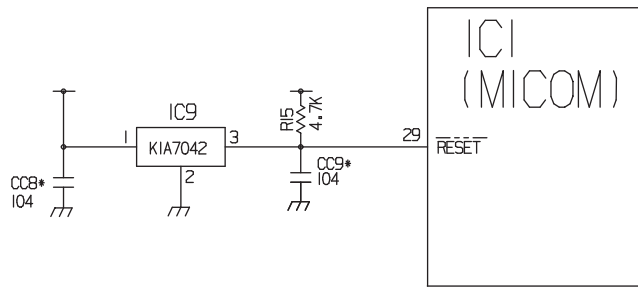 IC1
(MICOM)
IC9
R15
4.7K
1
KIA7042
3
29
RESET
2
CC8*
104
CC9*
104